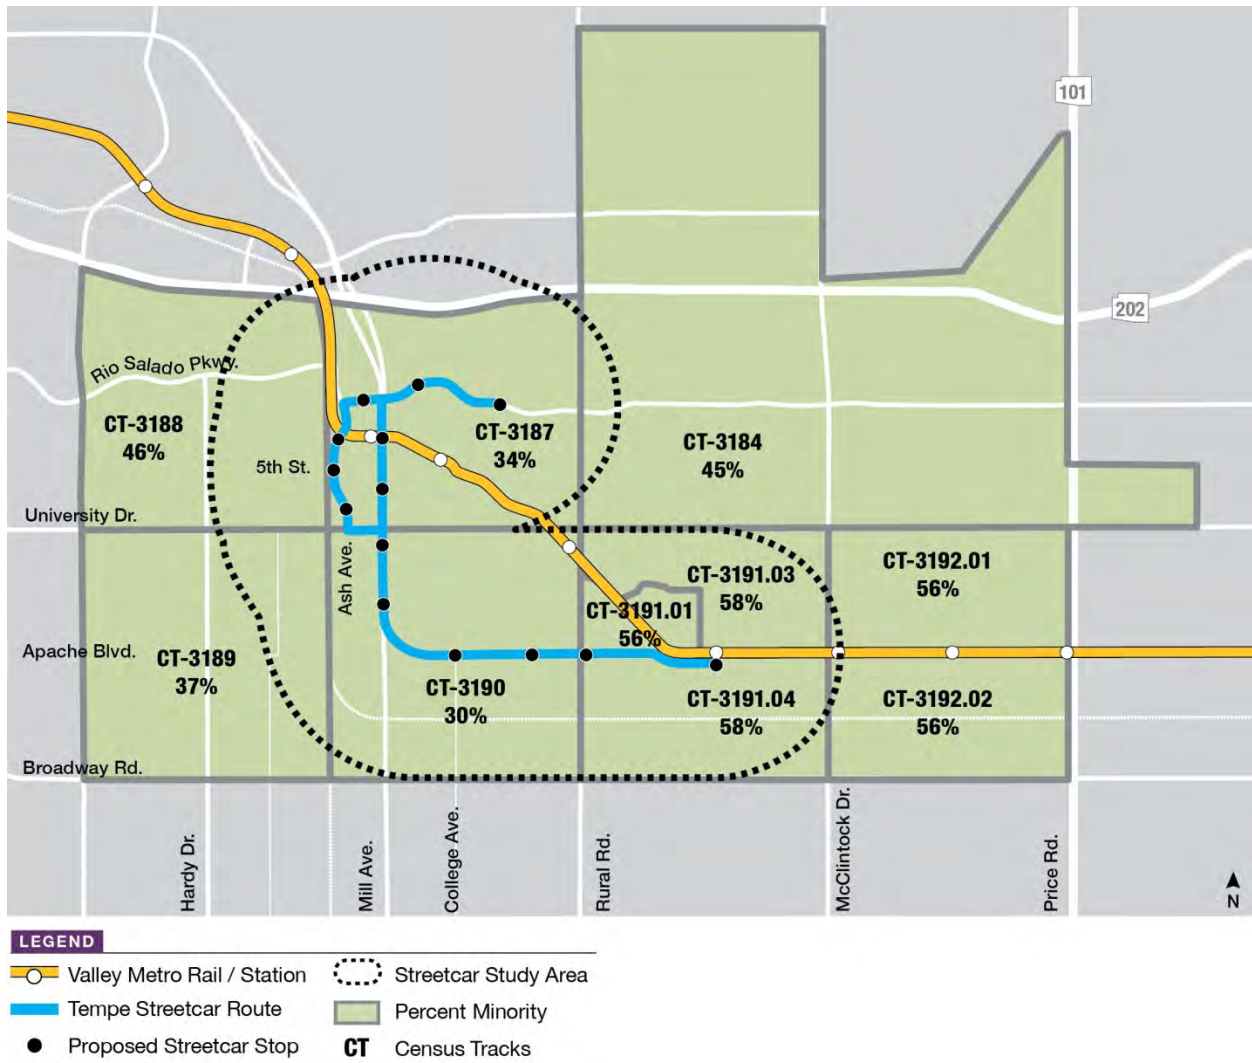 101
202
Rio Salado Pkwy.
CT-3188
46%
CT-3187
34%
CT-3184
45%
5th St.
University Dr.
Ash Ave.
CT-3191.03
58%
CT-3192.01
56%
CT-3191.01
56%
Apache Blvd.
CT-3189
37%
CT-3190
30%
CT-3191.04
58%
CT-3192.02
56%
Broadway Rd.
Hardy Dr.
Mill Ave.
College Ave.
Rural Rd.
McClintock Dr.
Price Rd.
N
LEGEND
Valley Metro Rail / Station
Streetcar Study Area
Tempe Streetcar Route
Percent Minority
Proposed Streetcar Stop
CT Census Tracks